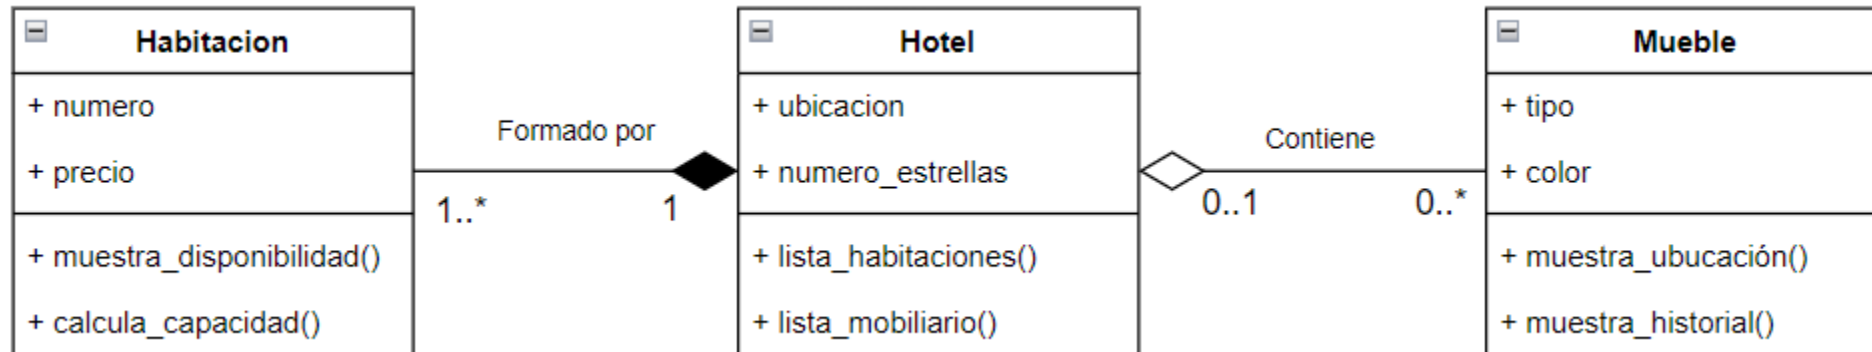 Habitacion
+ numero
+ precio
+ muestra_disponibilidad()
+ calcula_capacidad()
Formado por
1..*
1
Hotel
+ ubicacion
+ numero_estrellas
+ lista_habitaciones()
+ lista_mobiliario()
Contiene
0..1
0..*
Mueble
+ tipo
+ color
+ muestra_ubucación()
+ muestra_historial()